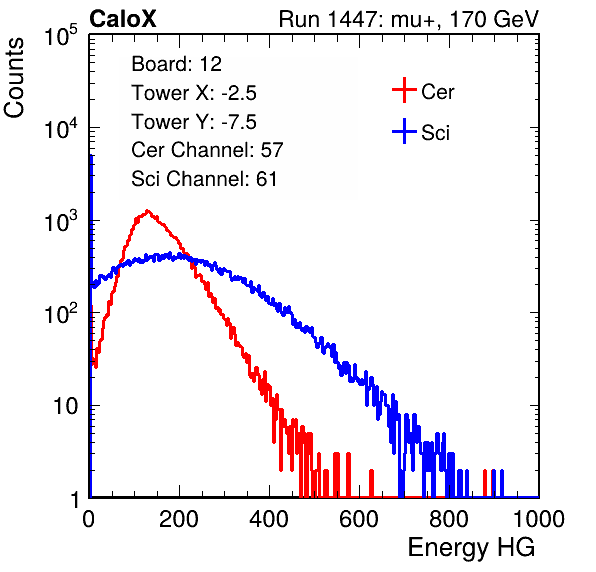 CaloX Run 1447: mu+, 170 GeV
Counts
10^5
10^4
10^3
10^2
10
1
Board: 12
Tower X: -2.5
Tower Y: -7.5
Cer Channel: 57
Sci Channel: 61
Cer
Sci
0 200 400 600 800 1000
Energy HG